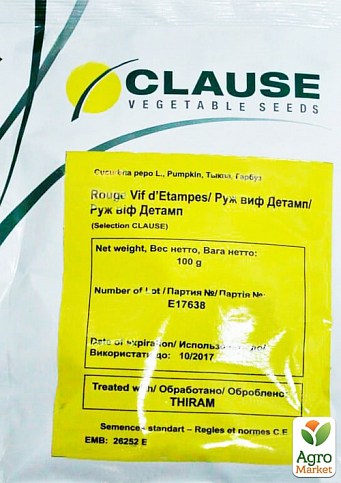 CLAUSE
VEGETABLE SEEDS
Cucurbita pepo L., Pumpkin, Тыква, Гарбуз
Rouge Vif d'Etampes/ Руж виф Детамп/
Руж віф Детамп
(Selection CLAUSE)
Net weight, Вес нетто, Вага нетто:
100 g
Number of Lot /Партия №/ Партія №:
E17638
Date of expiration/ Использовать до/
Використати до: 10/2017
Treated with/ Обработано/ Оброблено:
THIRAM
Semences - standart – Regles et normes C.E.
EMB: 26252 E
Agro
Market